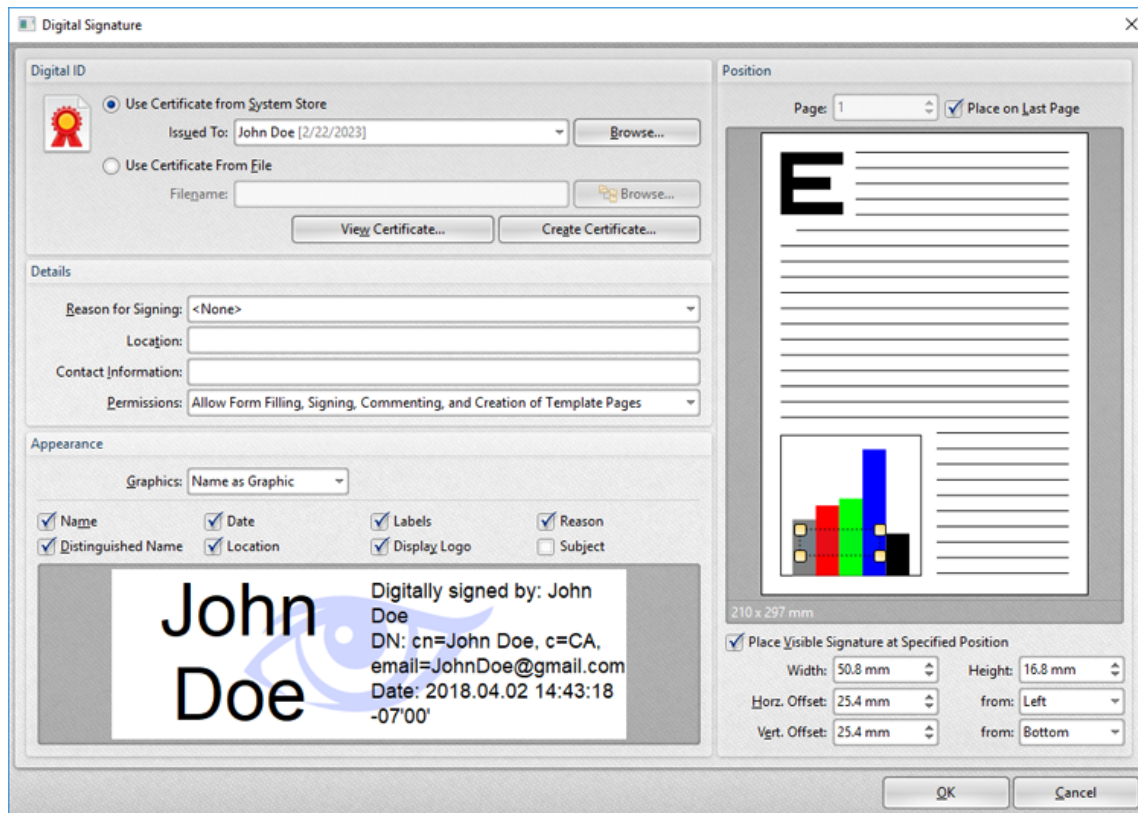 Digital Signature
Digital ID
Use Certificate from System Store
Issued To: John Doe [2/22/2023] Browse...
Use Certificate From File
Filename: Browse...
View Certificate... Create Certificate...
Details
Reason for Signing: <None>
Location:
Contact Information:
Permissions: Allow Form Filling, Signing, Commenting, and Creation of Template Pages
Appearance
Graphics: Name as Graphic
Name Date Labels Reason
Distinguished Name Location Display Logo Subject
John
Doe
Digitally signed by: John
Doe
DN: cn=John Doe, c=CA,
email=JohnDoe@gmail.com
Date: 2018.04.02 14:43:18
-07'00'
Position
Page: 1 Place on Last Page
E
210 x 297 mm
Place Visible Signature at Specified Position
Width: 50.8 mm Height: 16.8 mm
Horz. Offset: 25.4 mm from: Left
Vert. Offset: 25.4 mm from: Bottom
OK Cancel